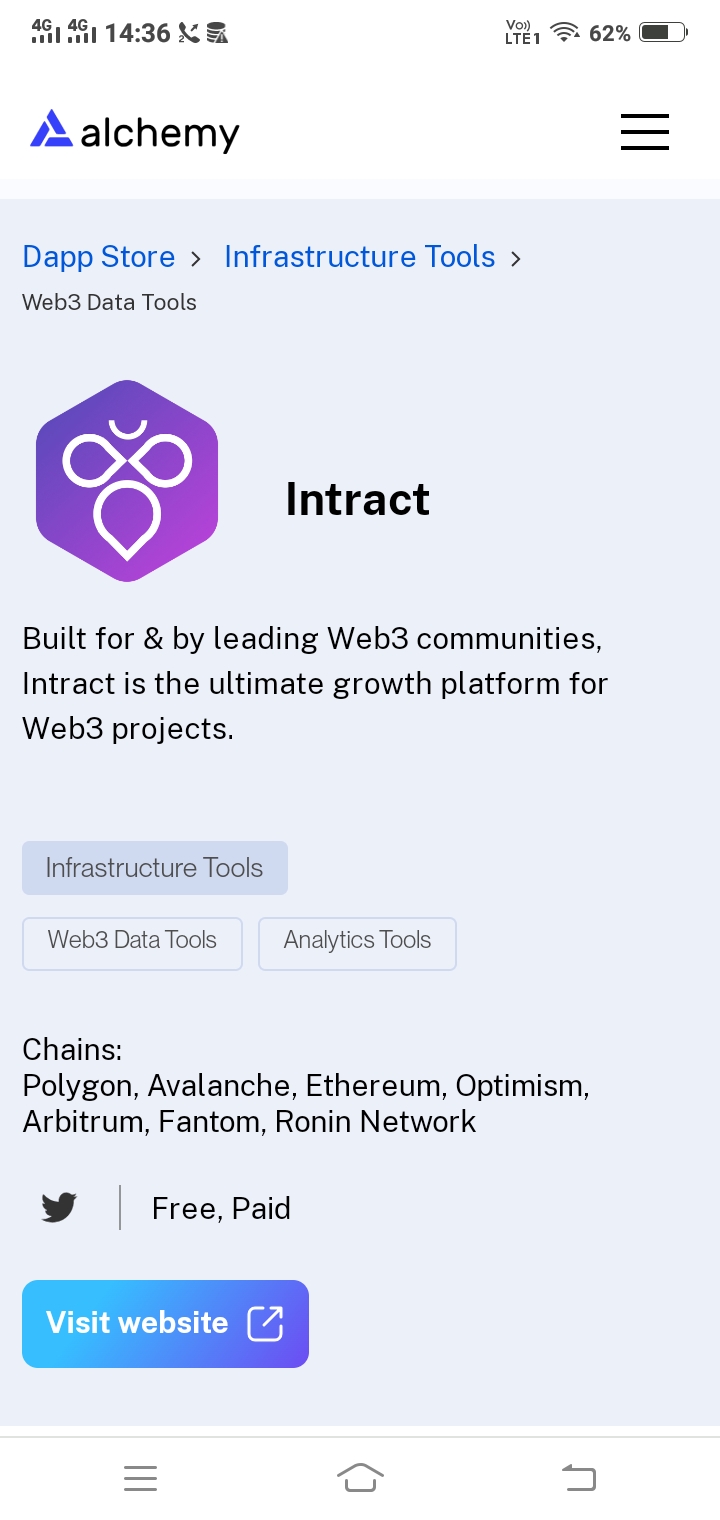 4G 4G 14:36 2 Vo)) LTE1 62%
alchemy
Dapp Store > Infrastructure Tools >
Web3 Data Tools
Intract
Built for & by leading Web3 communities,
Intract is the ultimate growth platform for
Web3 projects.
Infrastructure Tools
Web3 Data Tools Analytics Tools
Chains:
Polygon, Avalanche, Ethereum, Optimism,
Arbitrum, Fantom, Ronin Network
Free, Paid
Visit website